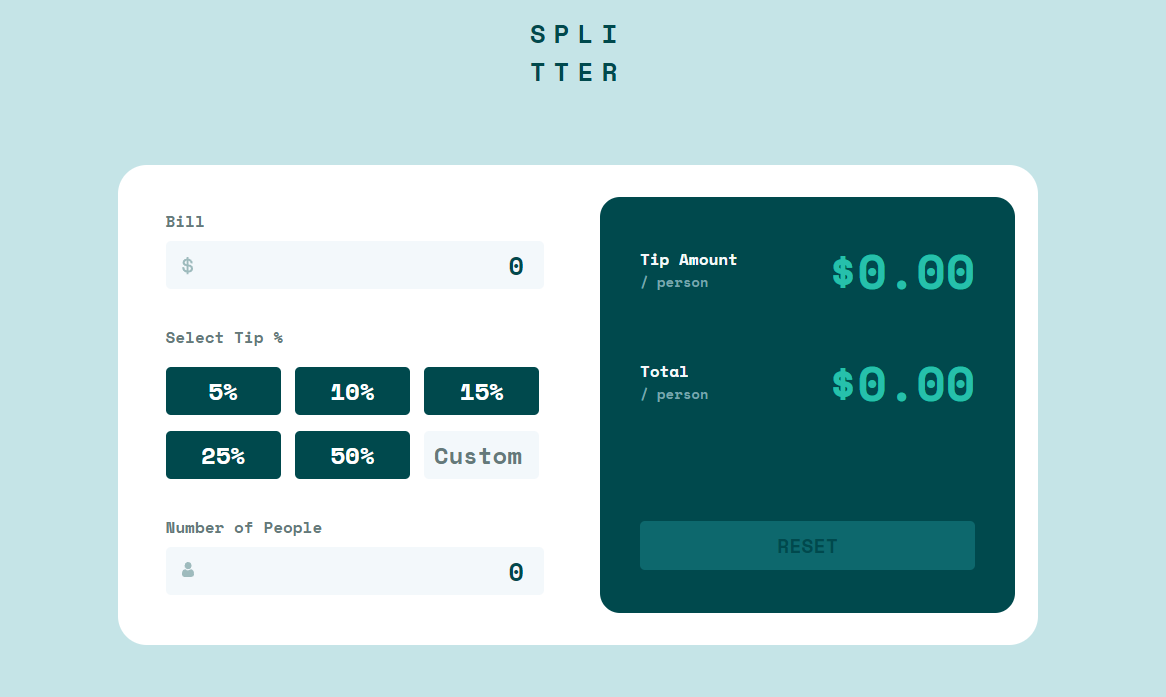 SPLI
TTER
Bill
$ 0
Select Tip %
5% 10% 15%
25% 50% Custom
Number of People
0
Tip Amount
/ person
$0.00
Total
/ person
$0.00
RESET